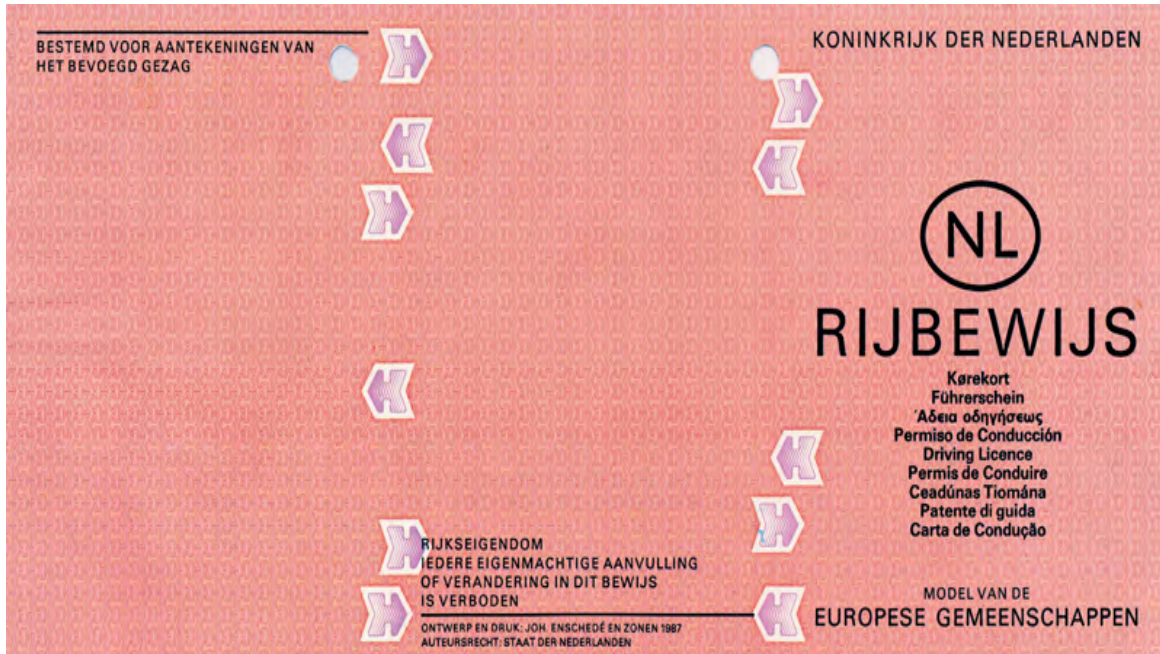 BESTEMD VOOR AANTEKENINGEN VAN
HET BEVOEGD GEZAG
RIJKSEIGENDOM
IEDERE EIGENMACHTIGE AANVULLING
OF VERANDERING IN DIT BEWIJS
IS VERBODEN
ONTWERP EN DRUK: JOH. ENSCHEDÉ EN ZONEN 1987
AUTEURSRECHT: STAAT DER NEDERLANDEN
KONINKRIJK DER NEDERLANDEN
NL
RIJBEWIJS
Kørekort
Führerschein
Άδεια οδηγήσεως
Permiso de Conducción
Driving Licence
Permis de Conduire
Ceadúnas Tiomána
Patente di guida
Carta de Condução
MODEL VAN DE
EUROPESE GEMEENSCHAPPEN